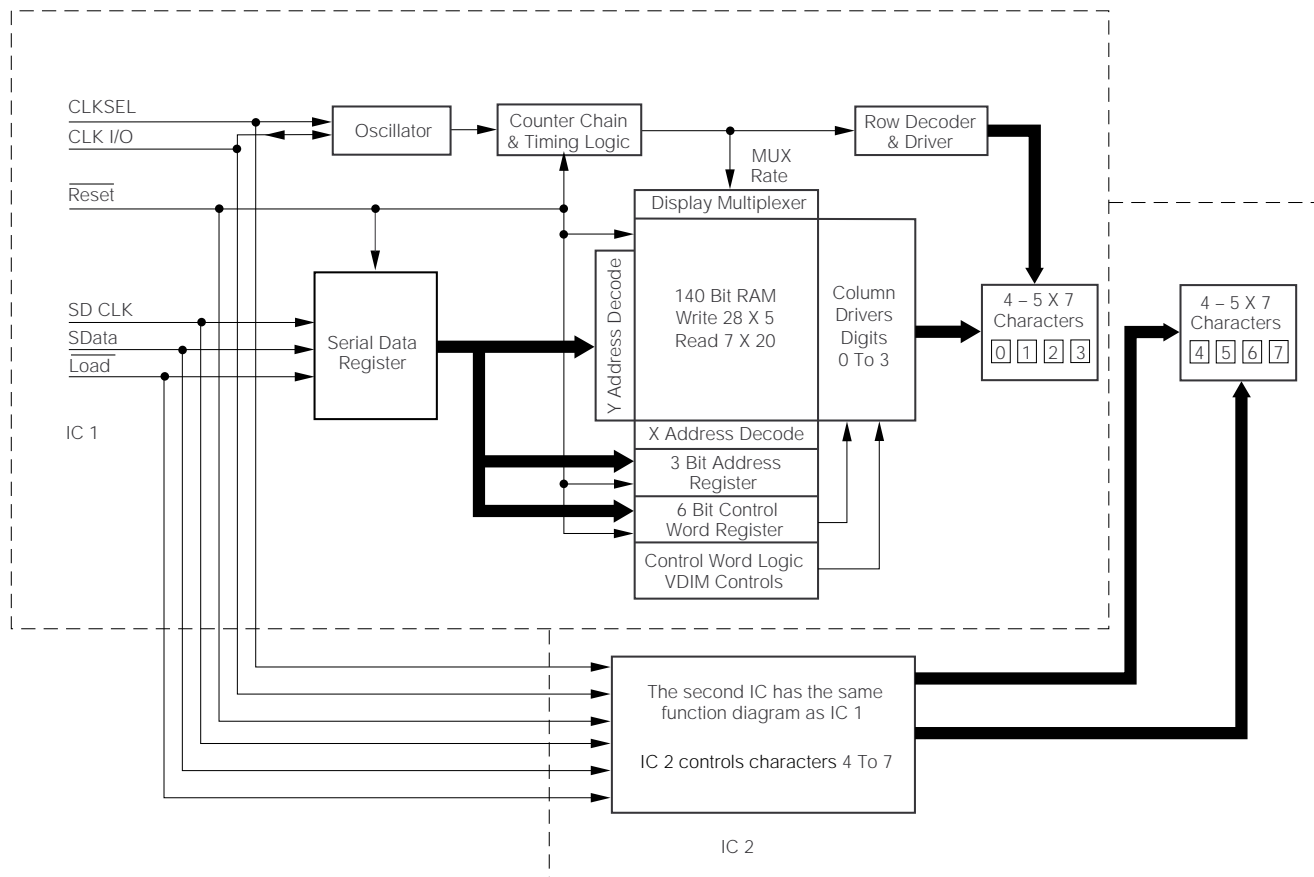 CLKSEL
CLK I/O
Reset
SD CLK
SData
Load
IC 1
Oscillator
Counter Chain
& Timing Logic
Row Decoder
& Driver
MUX
Rate
Display Multiplexer
Serial Data
Register
Y Address Decode
140 Bit RAM
Write 28 X 5
Read 7 X 20
Column
Drivers
Digits
0 To 3
4 – 5 X 7
Characters
0 1 2 3
4 – 5 X 7
Characters
4 5 6 7
X Address Decode
3 Bit Address
Register
6 Bit Control
Word Register
Control Word Logic
VDIM Controls
The second IC has the same
function diagram as IC 1
IC 2 controls characters 4 To 7
IC 2